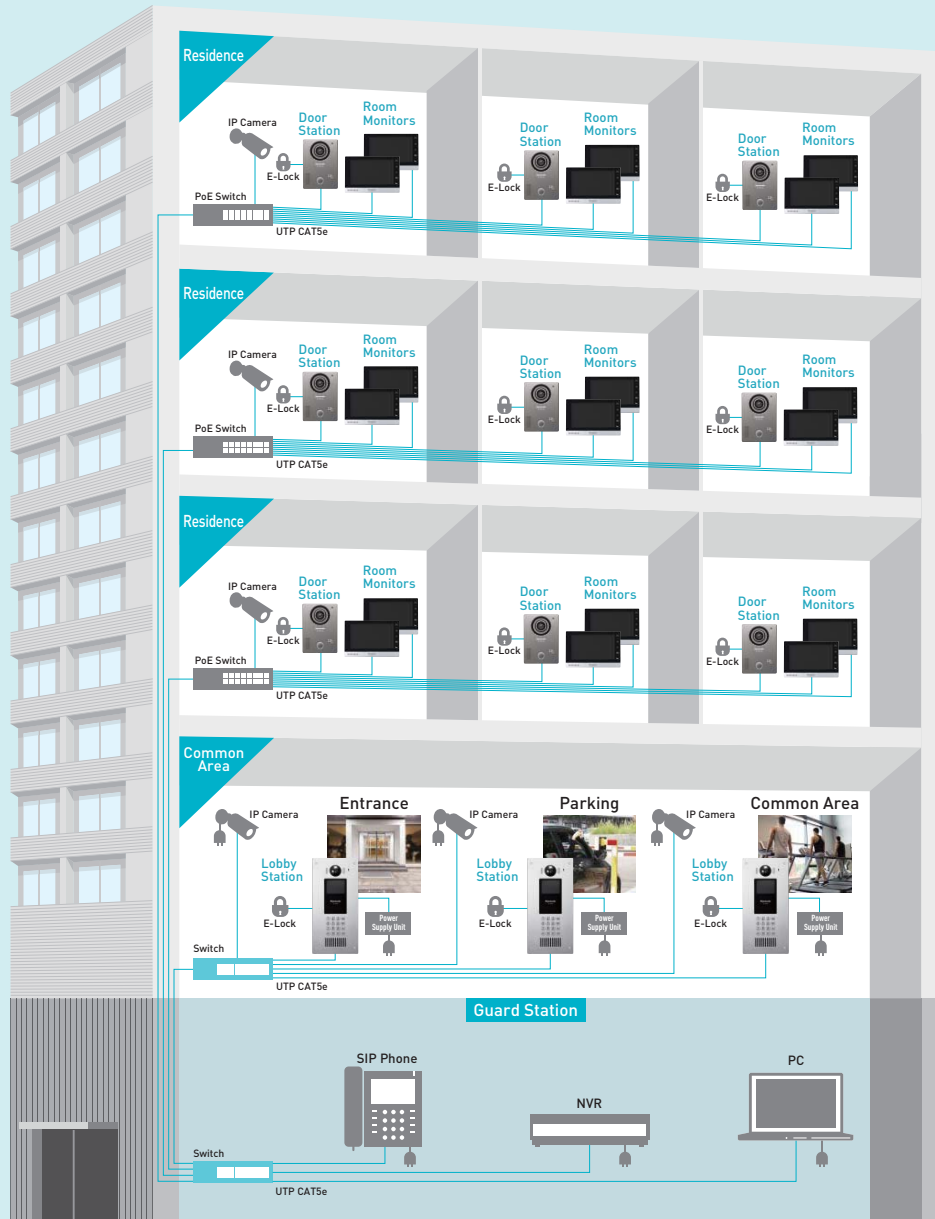 Residence
IP Camera
Door
Station
Room
Monitors
E-Lock
PoE Switch
UTP CAT5e
Door
Station
Room
Monitors
E-Lock
Door
Station
Room
Monitors
E-Lock
Residence
IP Camera
Door
Station
Room
Monitors
E-Lock
PoE Switch
UTP CAT5e
Door
Station
Room
Monitors
E-Lock
Door
Station
Room
Monitors
E-Lock
Residence
IP Camera
Door
Station
Room
Monitors
E-Lock
PoE Switch
UTP CAT5e
Door
Station
Room
Monitors
E-Lock
Door
Station
Room
Monitors
E-Lock
Common
Area
Entrance
IP Camera
Lobby
Station
E-Lock
Power
Supply Unit
Parking
IP Camera
Lobby
Station
E-Lock
Power
Supply Unit
Common Area
IP Camera
Lobby
Station
E-Lock
Power
Supply Unit
Switch
UTP CAT5e
Guard Station
SIP Phone
NVR
PC
Switch
UTP CAT5e